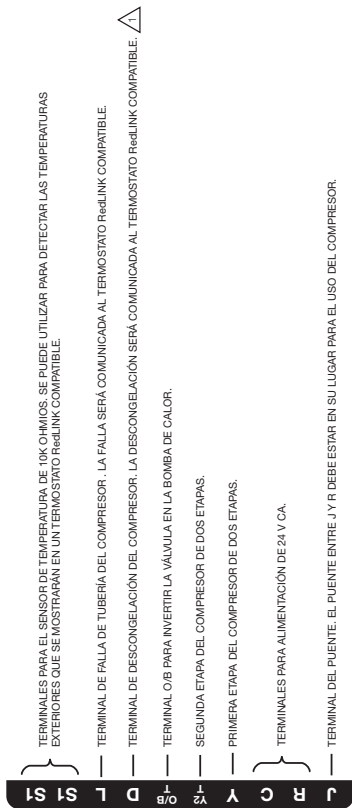 S1
S1
TERMINALES PARA EL SENSOR DE TEMPERATURA DE 10K OHMIOS. SE PUEDE UTILIZAR PARA DETECTAR LAS TEMPERATURAS
EXTERIORES QUE SE MOSTRARÁN EN UN TERMOSTATO RedLINK COMPATIBLE.
L
TERMINAL DE FALLA DE TUBERÍA DEL COMPRESOR. LA FALLA SERÁ COMUNICADA AL TERMOSTATO RedLINK COMPATIBLE.
D
TERMINAL DE DESCONGELACIÓN DEL COMPRESOR. LA DESCONGELACIÓN SERÁ COMUNICADA AL TERMOSTATO RedLINK COMPATIBLE. 1
O/B
T
TERMINAL O/B PARA INVERTIR LA VÁLVULA EN LA BOMBA DE CALOR.
Y2
T
SEGUNDA ETAPA DEL COMPRESOR DE DOS ETAPAS.
Y
PRIMERA ETAPA DEL COMPRESOR DE DOS ETAPAS.
C
R
TERMINALES PARA ALIMENTACIÓN DE 24 V CA.
J
TERMINAL DEL PUENTE. EL PUENTE ENTRE J Y R DEBE ESTAR EN SU LUGAR PARA EL USO DEL COMPRESOR.